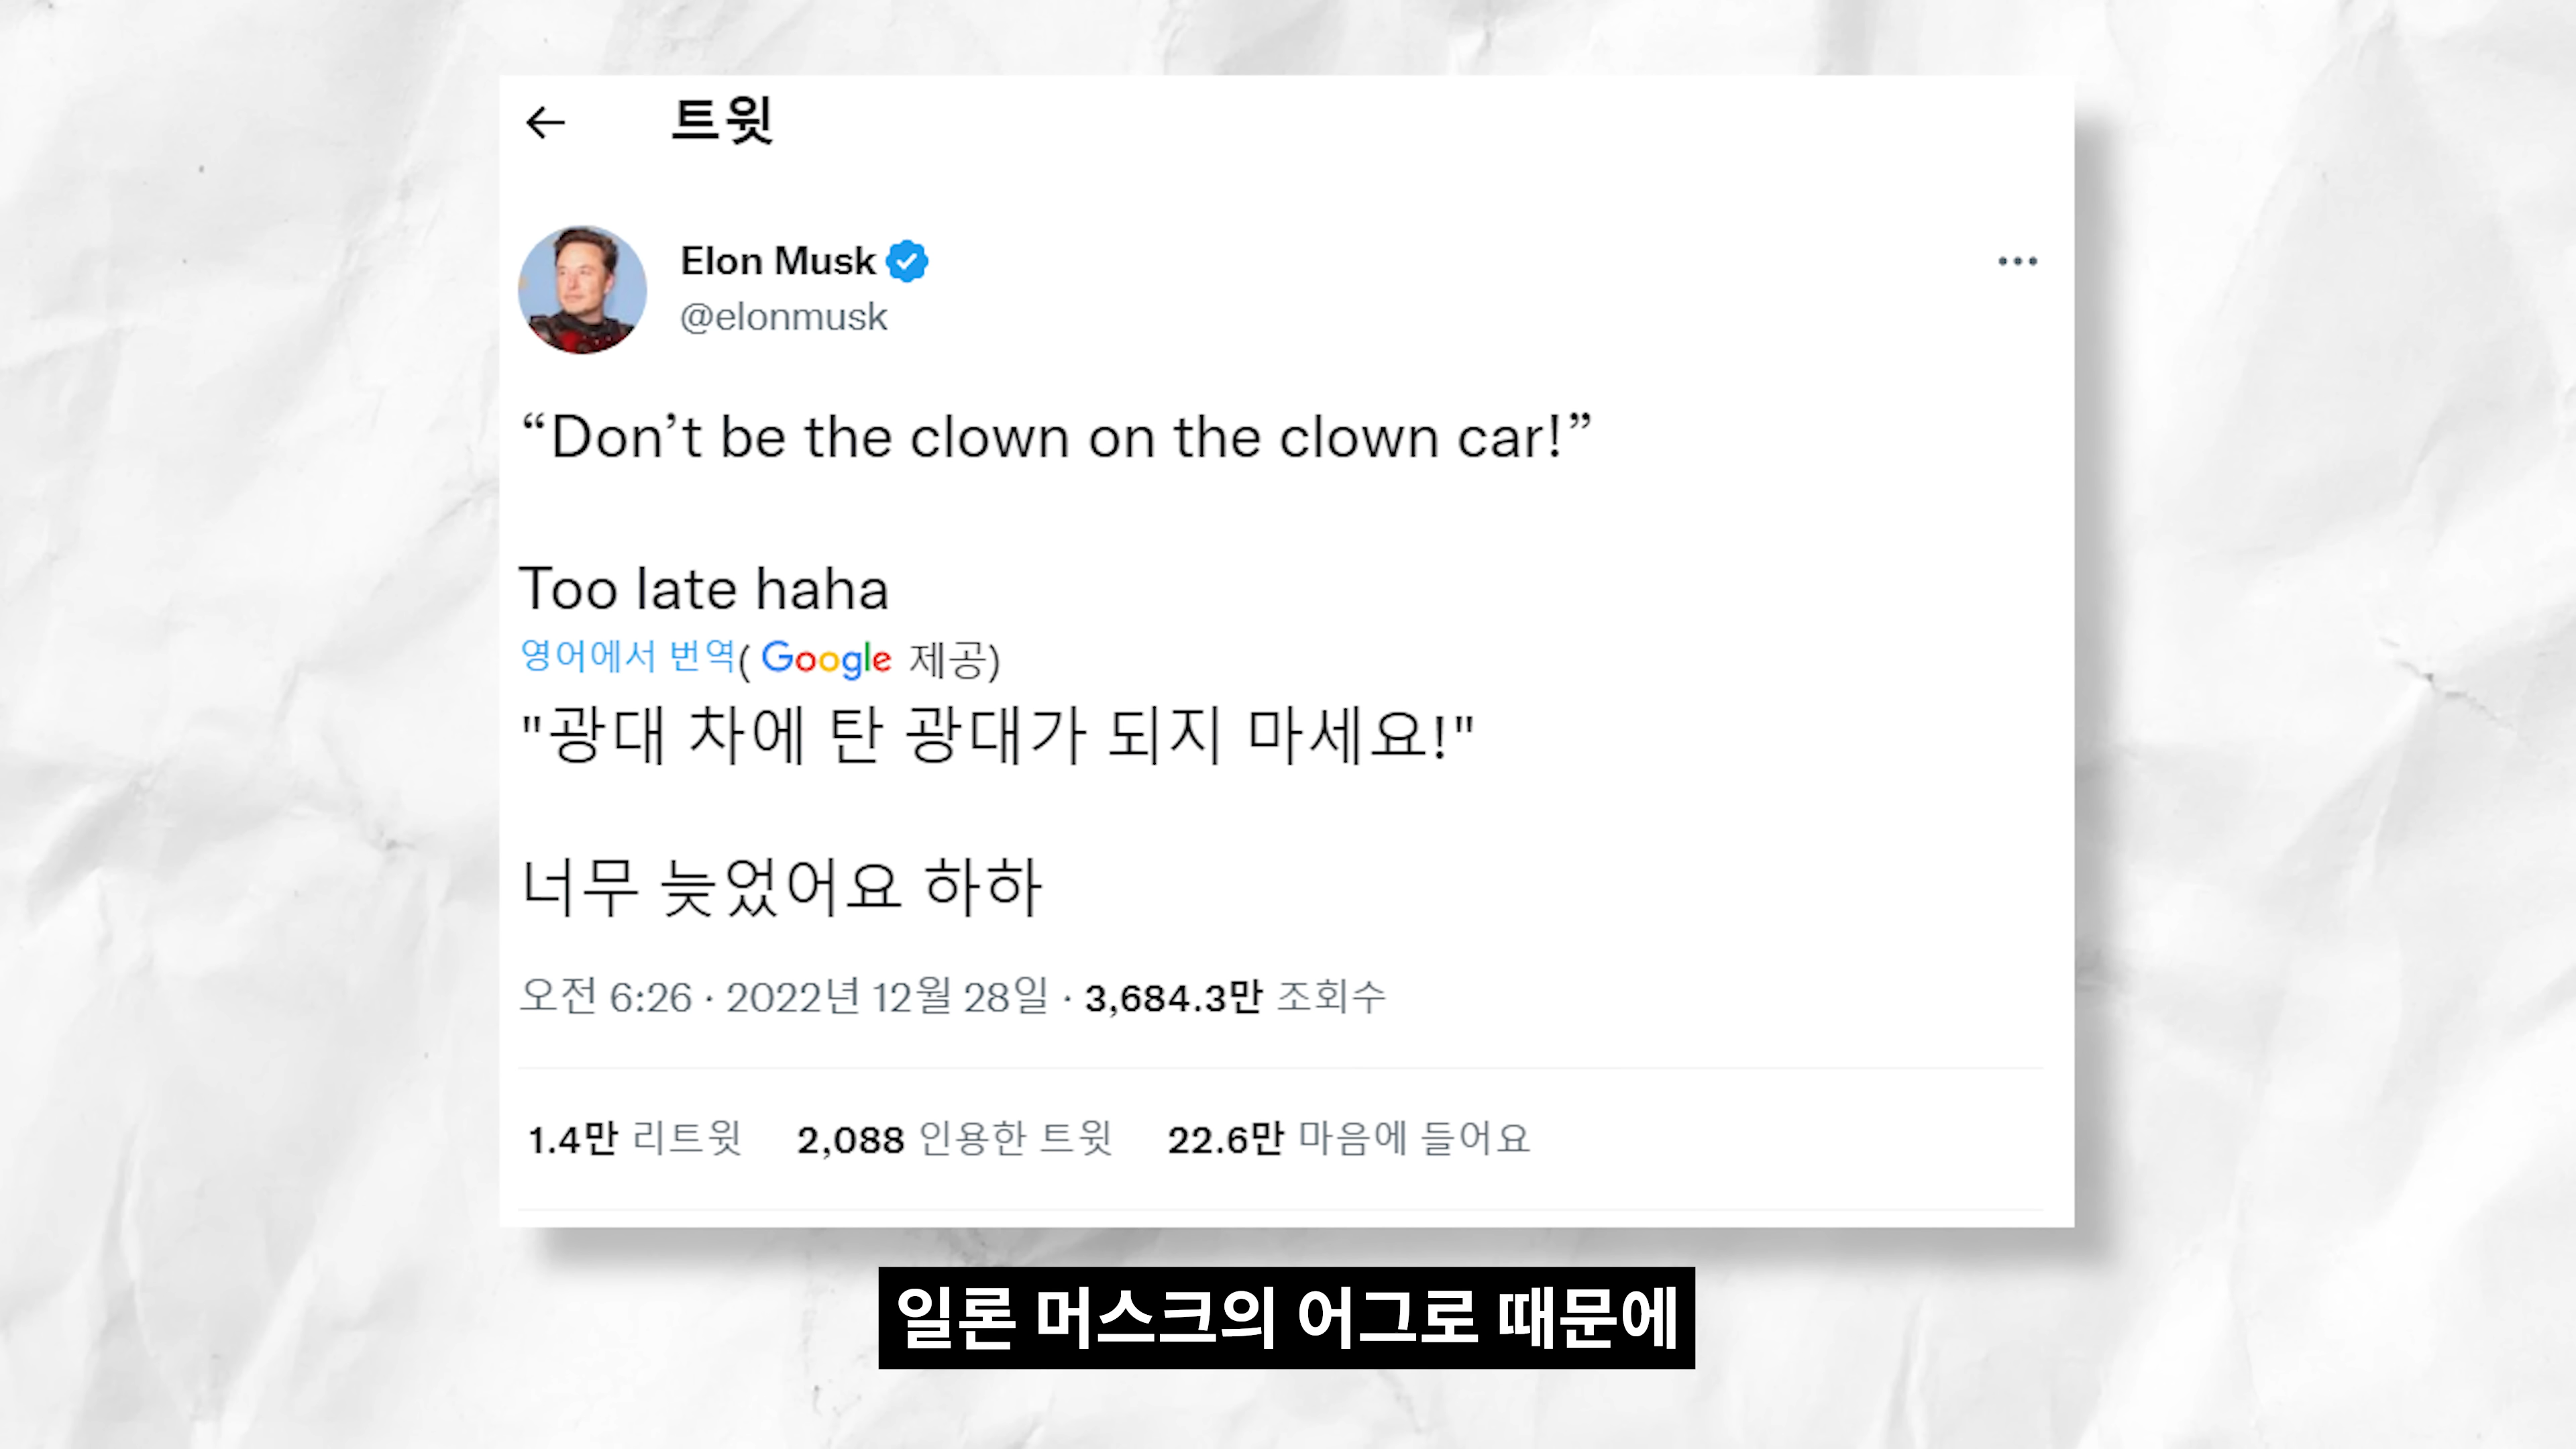 트윗
Elon Musk
@elonmusk
“Don’t be the clown on the clown car!”
Too late haha
영어에서 번역( Google 제공)
"광대 차에 탄 광대가 되지 마세요!"
너무 늦었어요 하하
오전 6:26 · 2022년 12월 28일 · 3,684.3만 조회수
1.4만 리트윗 2,088 인용한 트윗 22.6만 마음에 들어요
일론 머스크의 어그로 때문에